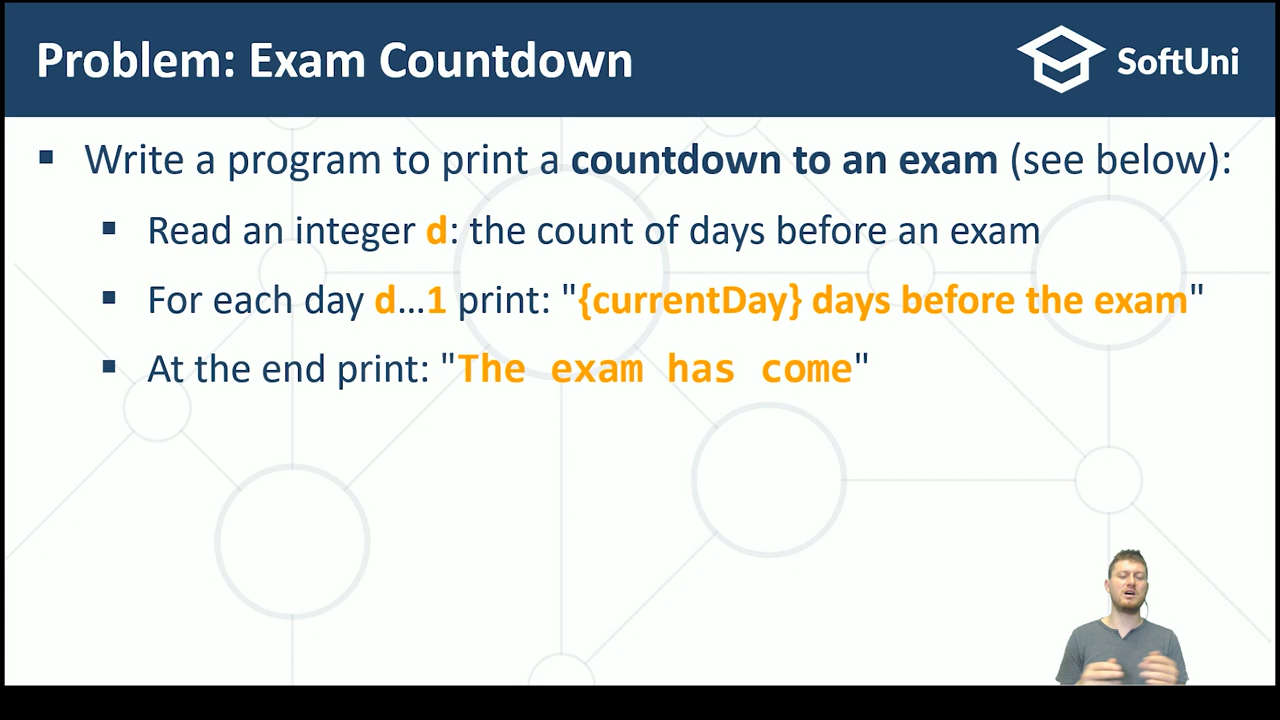 Problem: Exam Countdown
SoftUni
▪ Write a program to print a countdown to an exam (see below):
▪ Read an integer d: the count of days before an exam
▪ For each day d…1 print: "{currentDay} days before the exam"
▪ At the end print: "The exam has come"